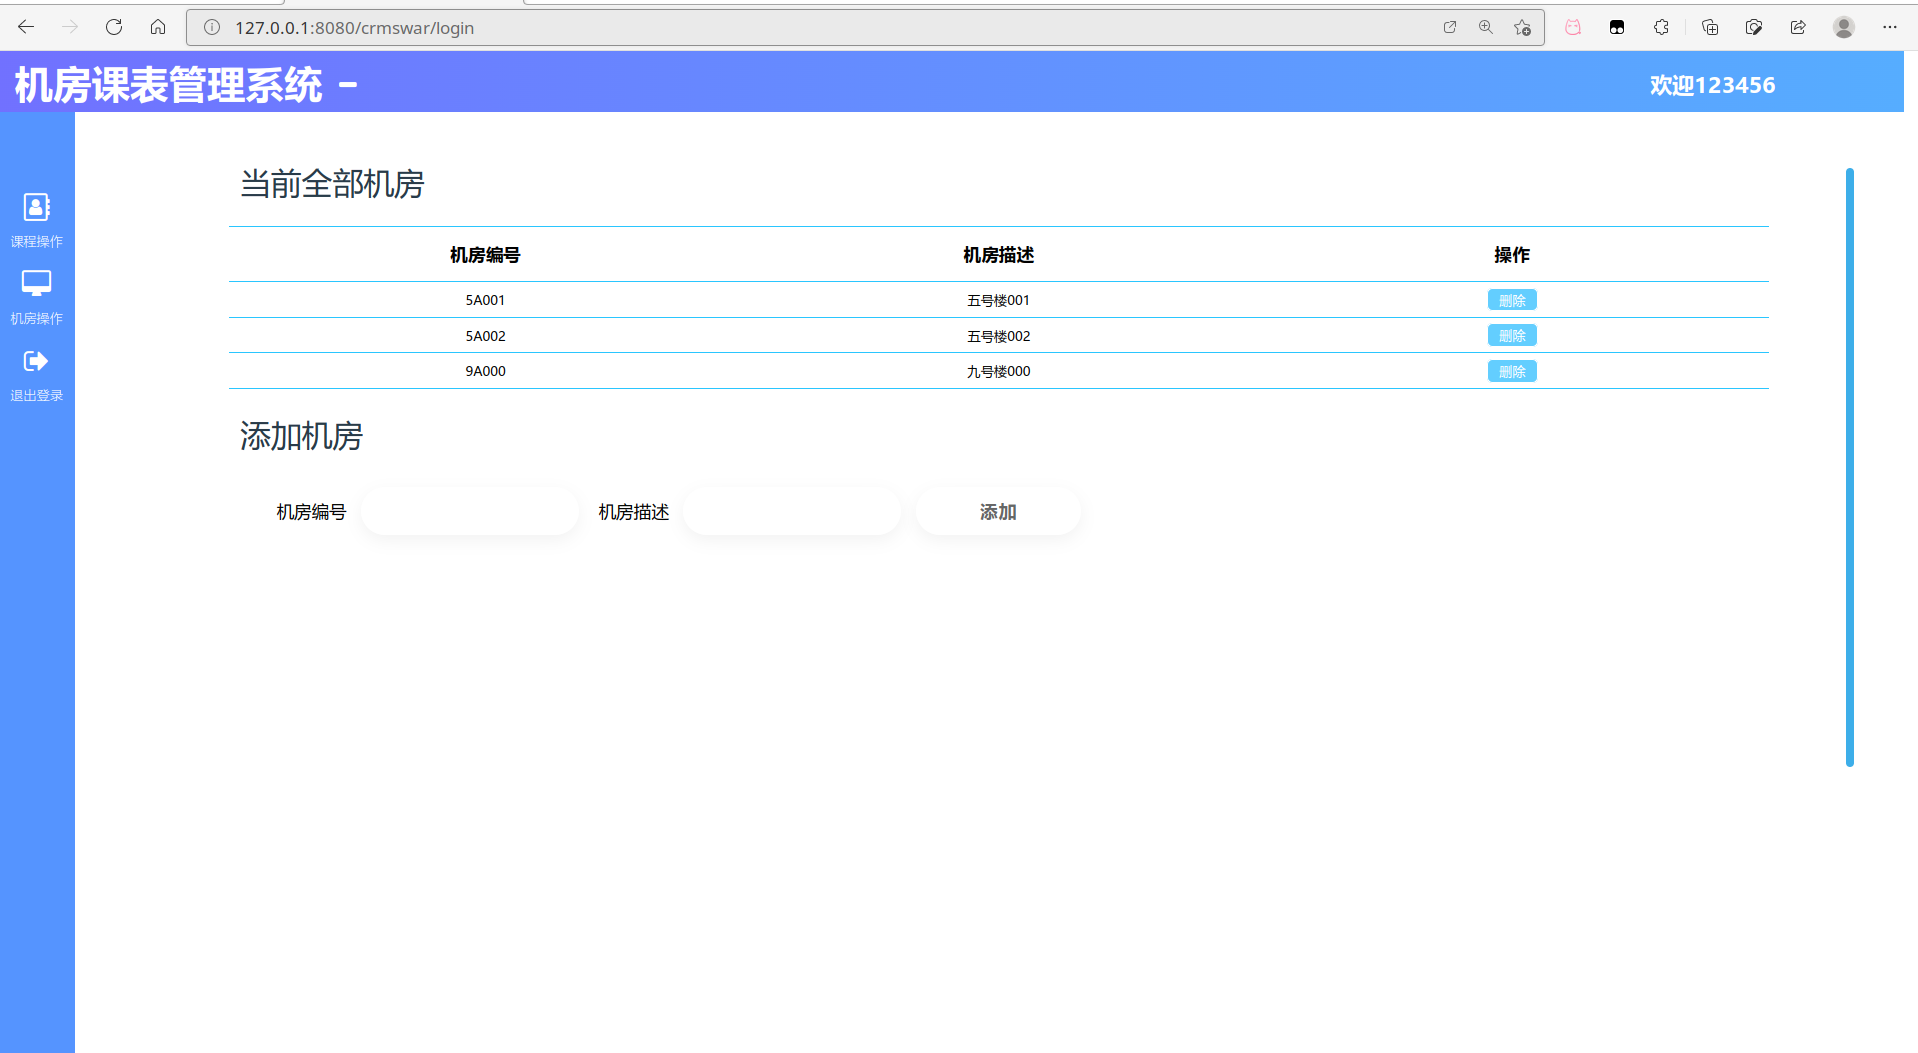 127.0.0.1:8080/crmswar/login
机房课表管理系统 -
欢迎123456
课程操作
机房操作
退出登录
当前全部机房
机房编号 机房描述 操作
5A001 五号楼001 删除
5A002 五号楼002 删除
9A000 九号楼000 删除
添加机房
机房编号 机房描述 添加